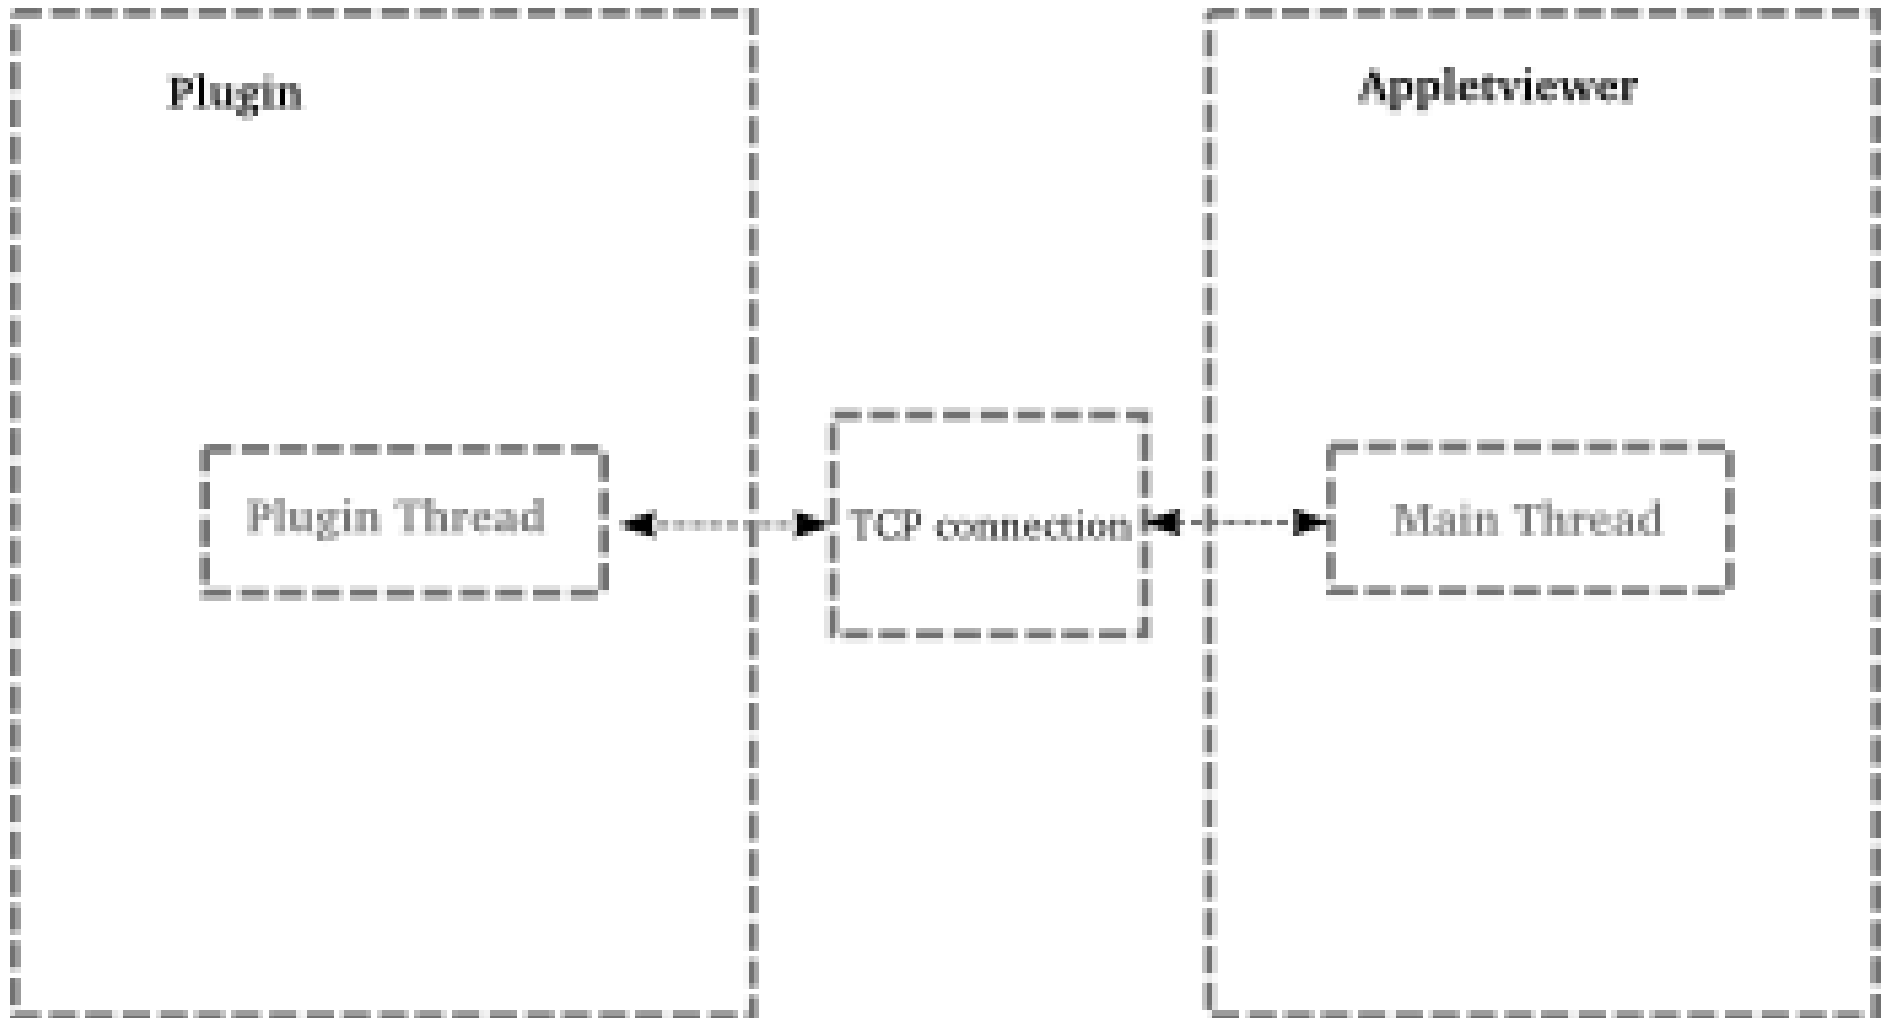 Plugin
Appletviewer
Plugin Thread
TCP connection
Main Thread